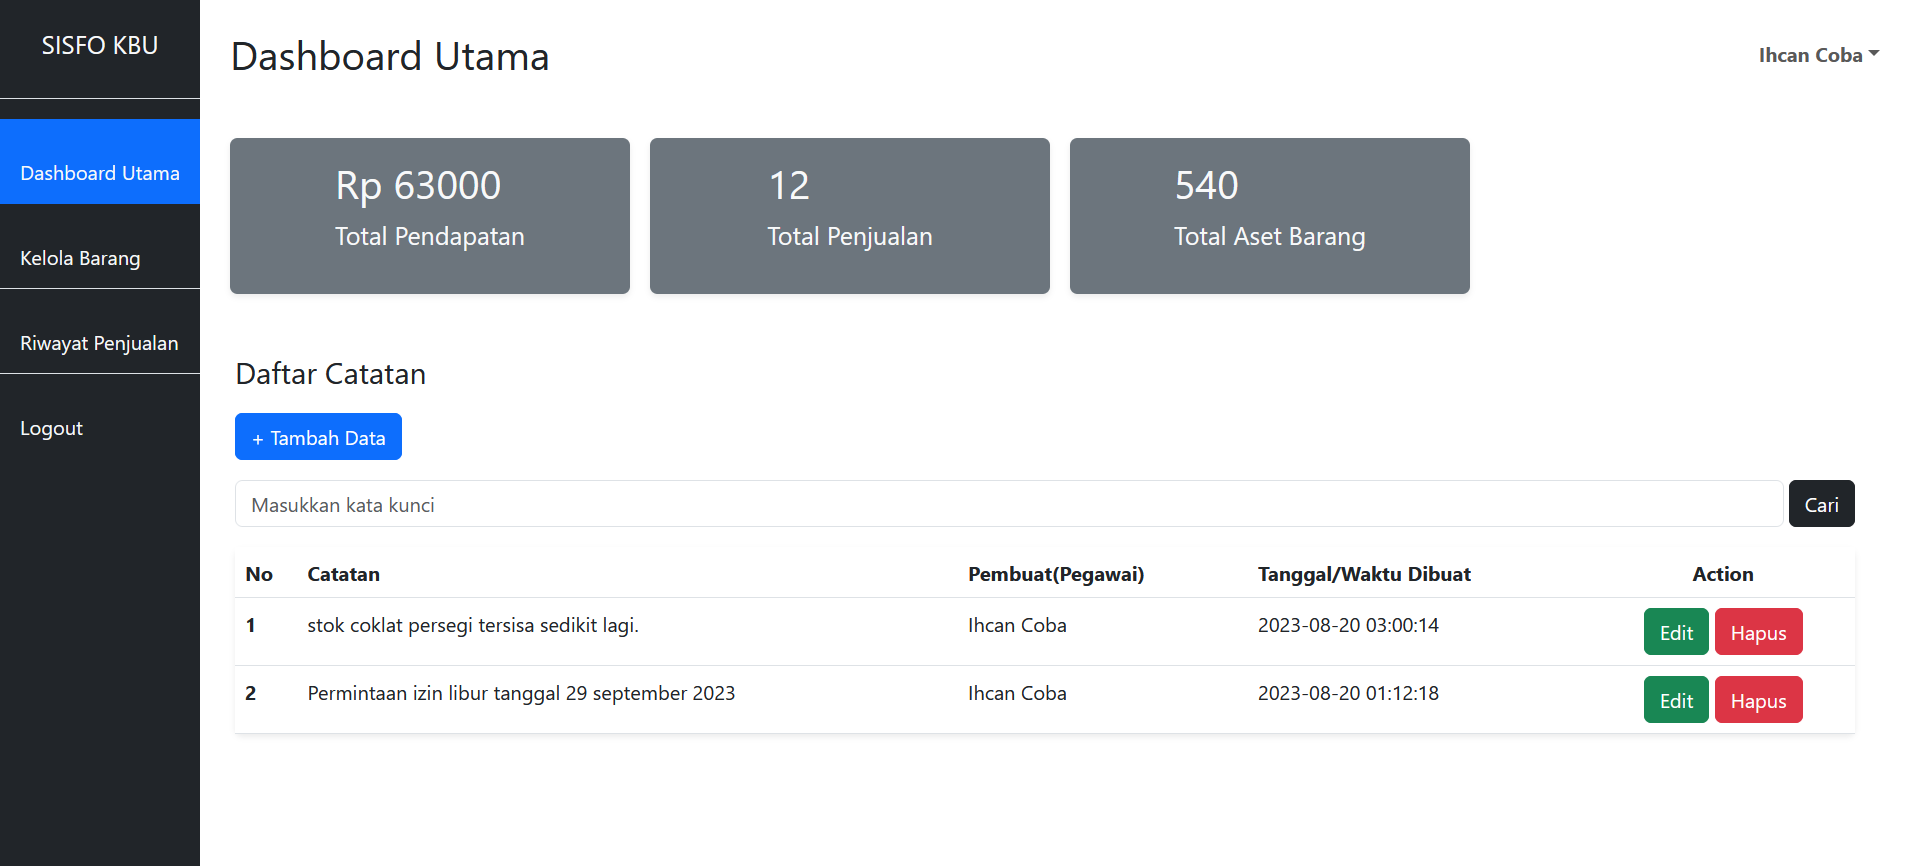 SISFO KBU
Dashboard Utama
Kelola Barang
Riwayat Penjualan
Logout
Dashboard Utama
Ihcan Coba
Rp 63000
Total Pendapatan
12
Total Penjualan
540
Total Aset Barang
Daftar Catatan
+ Tambah Data
Masukkan kata kunci
Cari
No Catatan Pembuat(Pegawai) Tanggal/Waktu Dibuat Action
1 stok coklat persegi tersisa sedikit lagi. Ihcan Coba 2023-08-20 03:00:14 Edit Hapus
2 Permintaan izin libur tanggal 29 september 2023 Ihcan Coba 2023-08-20 01:12:18 Edit Hapus